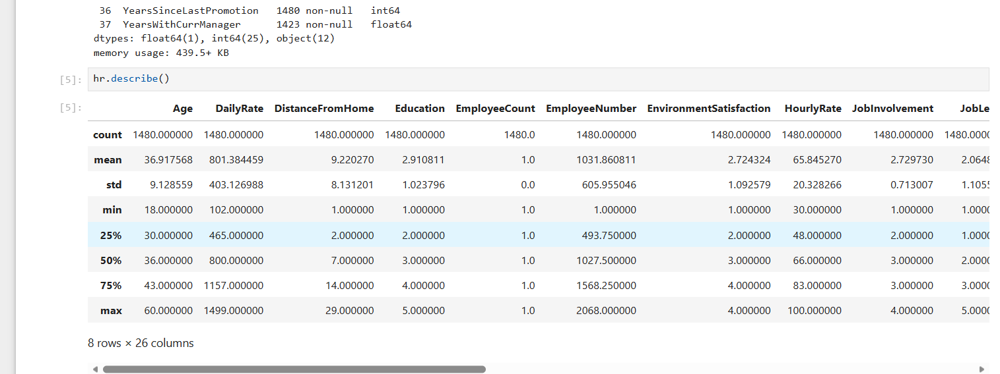 36 YearsSinceLastPromotion 1480 non-null int64
37 YearsWithCurrManager 1423 non-null float64
dtypes: float64(1), int64(25), object(12)
memory usage: 439.5+ KB
[5]: hr.describe()
[5]: Age DailyRate DistanceFromHome Education EmployeeCount EmployeeNumber EnvironmentSatisfaction HourlyRate JobInvolvement JobLe
count 1480.000000 1480.000000 1480.000000 1480.000000 1480.0 1480.000000 1480.000000 1480.000000 1480.000000 1480.0000
mean 36.917568 801.384459 9.220270 2.910811 1.0 1031.860811 2.724324 65.845270 2.729730 2.0648
std 9.128559 403.126988 8.131201 1.023796 0.0 605.955046 1.092579 20.328266 0.713007 1.1055
min 18.000000 102.000000 1.000000 1.000000 1.0 1.000000 1.000000 30.000000 1.000000 1.0000
25% 30.000000 465.000000 2.000000 2.000000 1.0 493.750000 2.000000 48.000000 2.000000 1.0000
50% 36.000000 800.000000 7.000000 3.000000 1.0 1027.500000 3.000000 66.000000 3.000000 2.0000
75% 43.000000 1157.000000 14.000000 4.000000 1.0 1568.250000 4.000000 83.000000 3.000000 3.0000
max 60.000000 1499.000000 29.000000 5.000000 1.0 2068.000000 4.000000 100.000000 4.000000 5.0000
8 rows × 26 columns